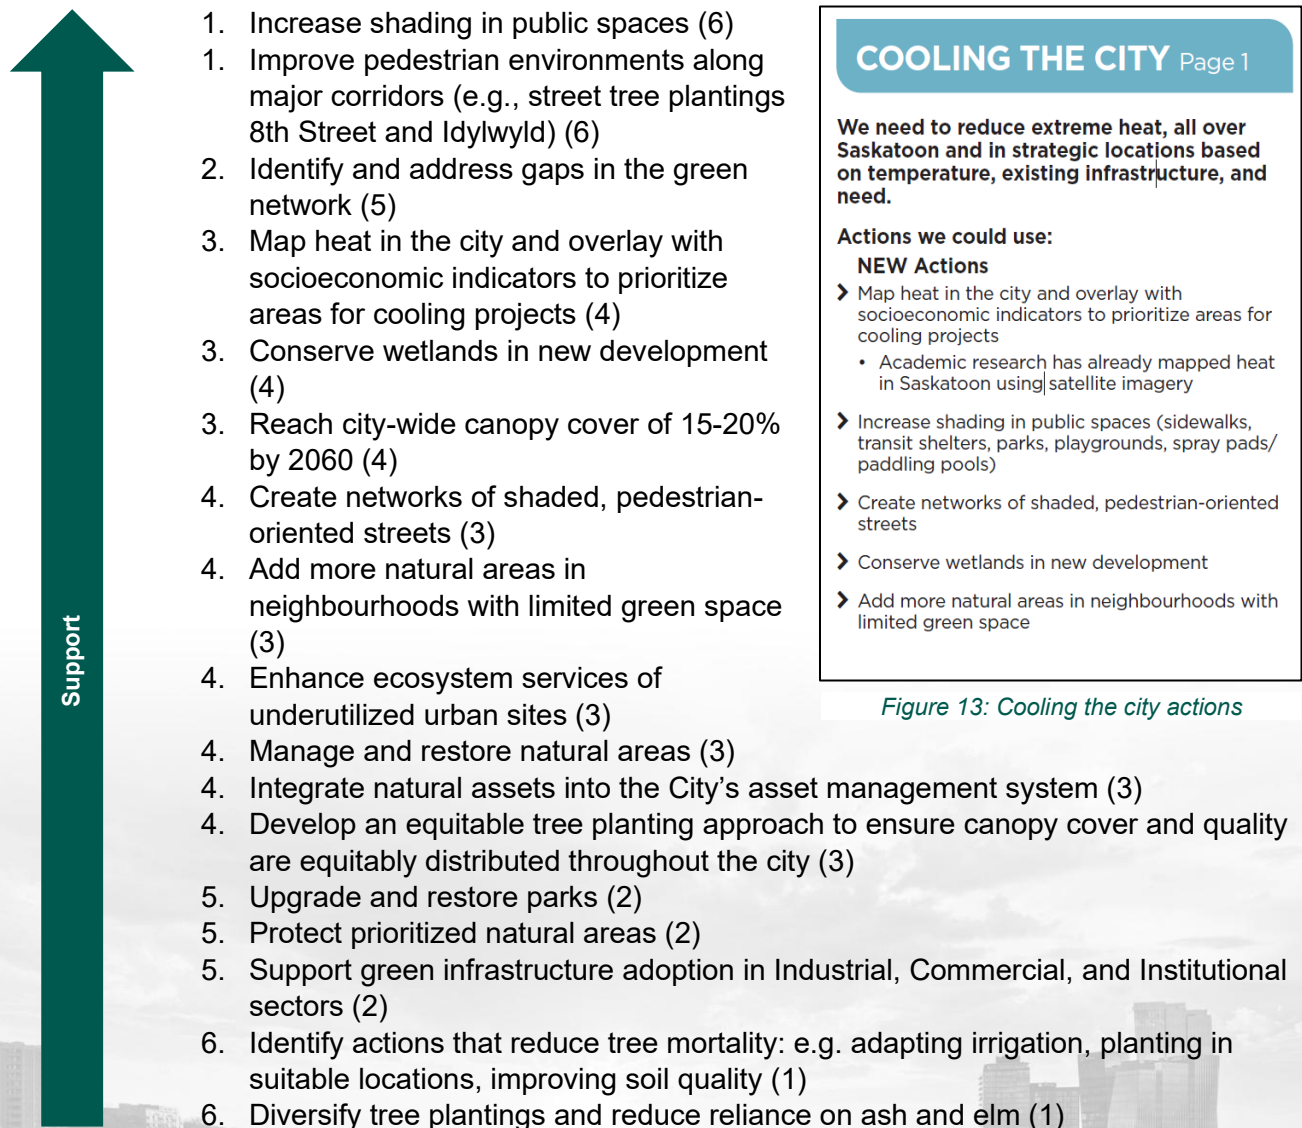 1. Increase shading in public spaces (6)
1. Improve pedestrian environments along
major corridors (e.g., street tree plantings
8th Street and Idylwyld) (6)
2. Identify and address gaps in the green
network (5)
3. Map heat in the city and overlay with
socioeconomic indicators to prioritize
areas for cooling projects (4)
3. Conserve wetlands in new development
(4)
3. Reach city-wide canopy cover of 15-20%
by 2060 (4)
4. Create networks of shaded, pedestrian-
oriented streets (3)
4. Add more natural areas in
neighbourhoods with limited green space
(3)
4. Enhance ecosystem services of
underutilized urban sites (3)
4. Manage and restore natural areas (3)
4. Integrate natural assets into the City’s asset management system (3)
4. Develop an equitable tree planting approach to ensure canopy cover and quality
are equitably distributed throughout the city (3)
5. Upgrade and restore parks (2)
5. Protect prioritized natural areas (2)
5. Support green infrastructure adoption in Industrial, Commercial, and Institutional
sectors (2)
6. Identify actions that reduce tree mortality: e.g. adapting irrigation, planting in
suitable locations, improving soil quality (1)
6. Diversify tree plantings and reduce reliance on ash and elm (1)
Support
COOLING THE CITY Page 1
We need to reduce extreme heat, all over
Saskatoon and in strategic locations based
on temperature, existing infrastructure, and
need.
Actions we could use:
NEW Actions
Map heat in the city and overlay with
socioeconomic indicators to prioritize areas for
cooling projects
• Academic research has already mapped heat
in Saskatoon using satellite imagery
Increase shading in public spaces (sidewalks,
transit shelters, parks, playgrounds, spray pads/
paddling pools)
Create networks of shaded, pedestrian-oriented
streets
Conserve wetlands in new development
Add more natural areas in neighbourhoods with
limited green space
Figure 13: Cooling the city actions